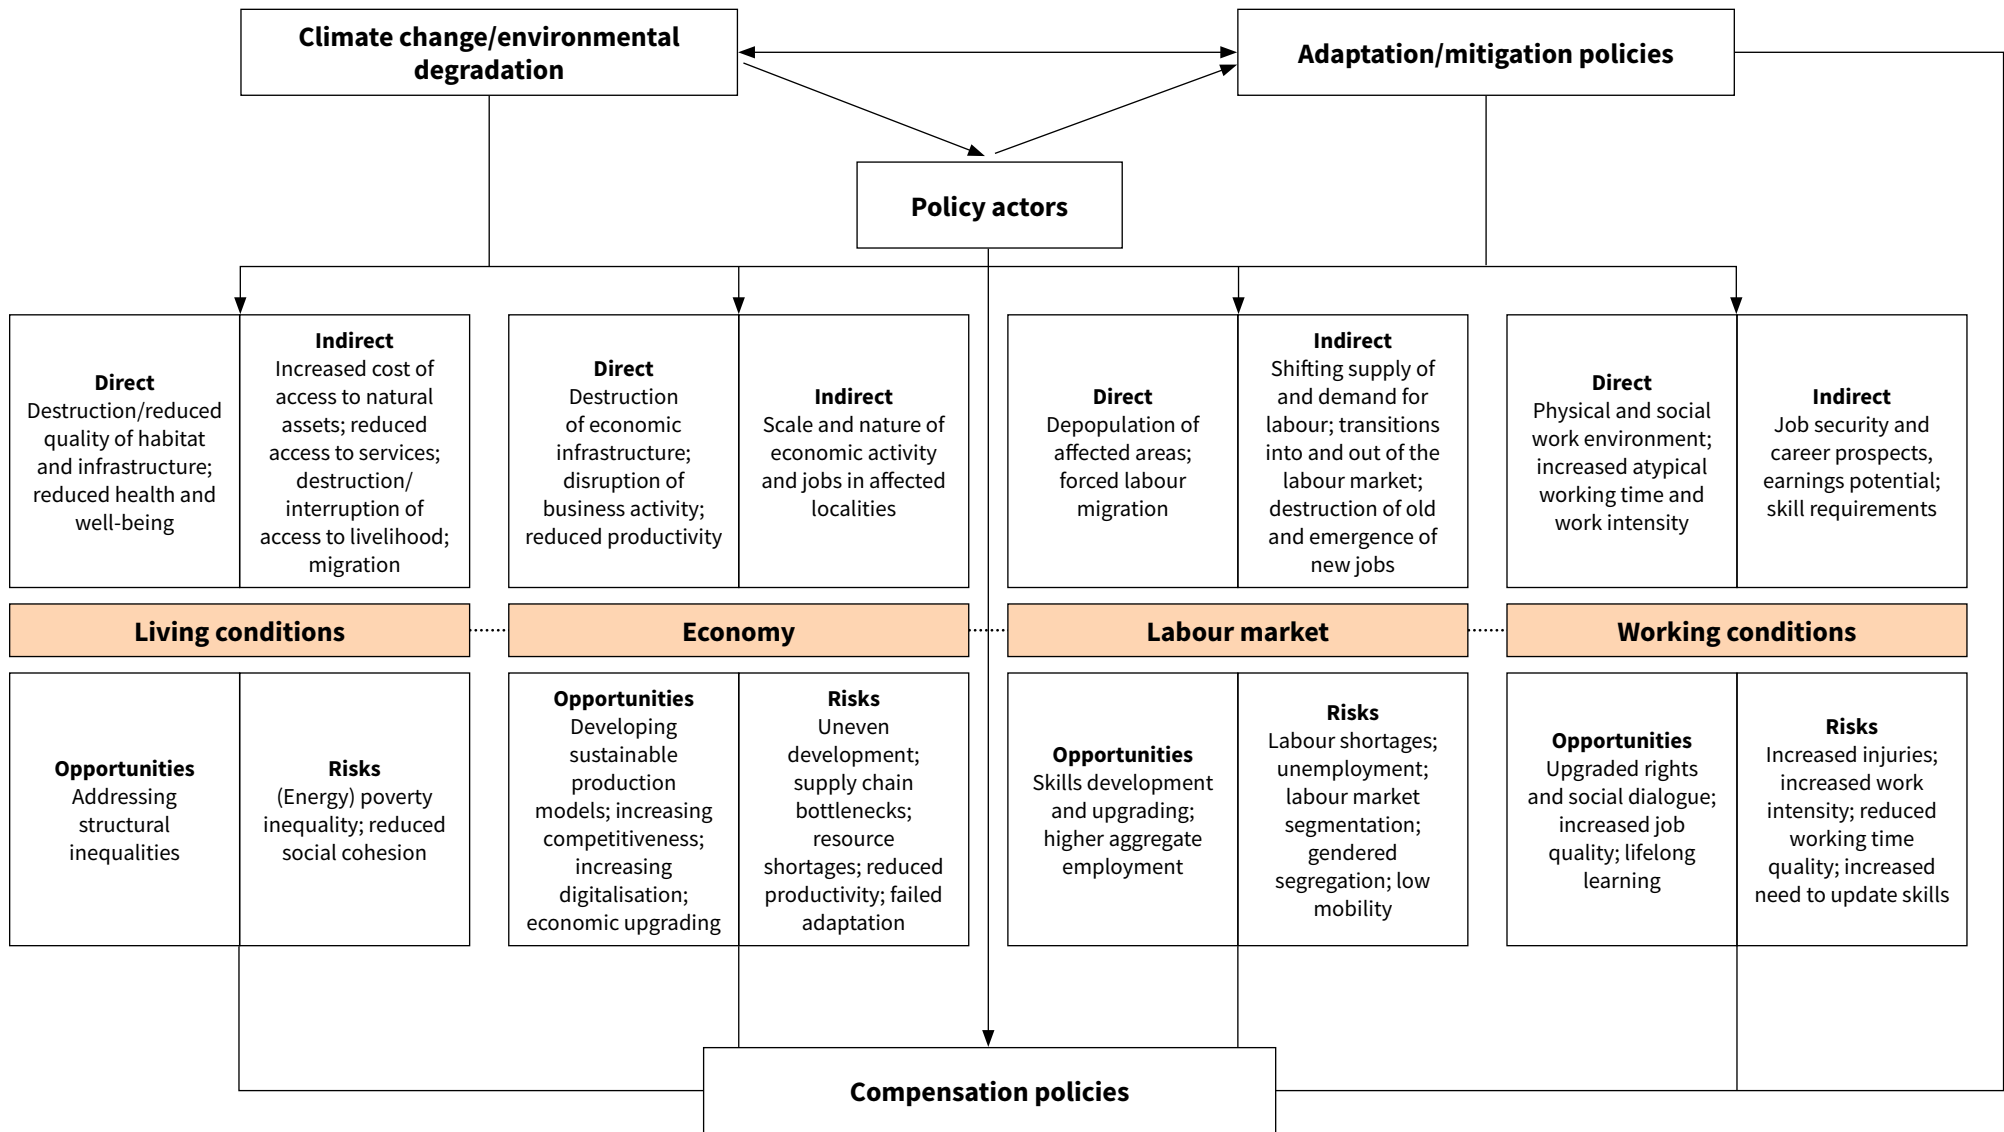 Climate change/environmental
degradation
Adaptation/mitigation policies
Policy actors
Direct
Destruction/reduced
quality of habitat
and infrastructure;
reduced health and
well-being
Indirect
Increased cost of
access to natural
assets; reduced
access to services;
destruction/
interruption of
access to livelihood;
migration
Direct
Destruction
of economic
infrastructure;
disruption of
business activity;
reduced productivity
Indirect
Scale and nature of
economic activity
and jobs in affected
localities
Direct
Depopulation of
affected areas;
forced labour
migration
Indirect
Shifting supply of
and demand for
labour; transitions
into and out of the
labour market;
destruction of old
and emergence of
new jobs
Direct
Physical and social
work environment;
increased atypical
working time and
work intensity
Indirect
Job security and
career prospects,
earnings potential;
skill requirements
Living conditions
Economy
Labour market
Working conditions
Opportunities
Addressing
structural
inequalities
Risks
(Energy) poverty
inequality; reduced
social cohesion
Opportunities
Developing
sustainable
production
models; increasing
competitiveness;
increasing
digitalisation;
economic upgrading
Risks
Uneven
development;
supply chain
bottlenecks;
resource
shortages; reduced
productivity; failed
adaptation
Opportunities
Skills development
and upgrading;
higher aggregate
employment
Risks
Labour shortages;
unemployment;
labour market
segmentation;
gendered
segregation; low
mobility
Opportunities
Upgraded rights
and social dialogue;
increased job
quality; lifelong
learning
Risks
Increased injuries;
increased work
intensity; reduced
working time
quality; increased
need to update skills
Compensation policies